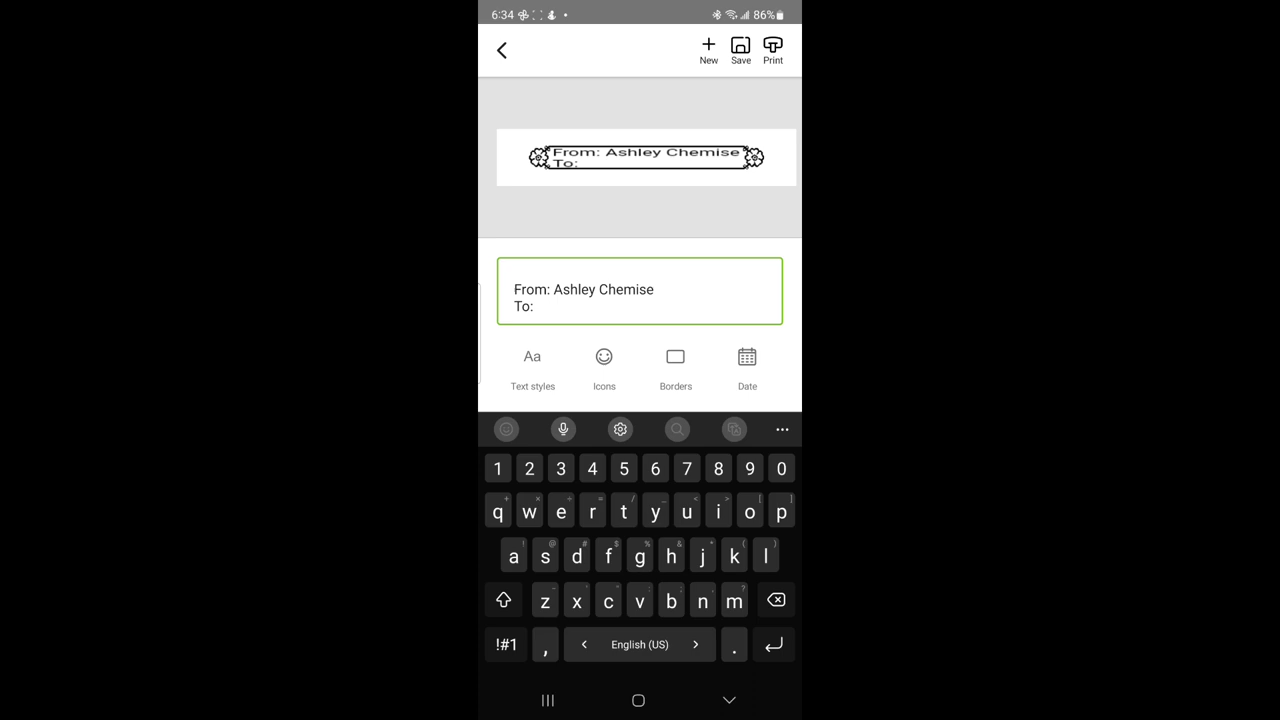 6:34 86%
New Save Print
From: Ashley Chemise
To:
From: Ashley Chemise
To:
Aa
Text styles Icons Borders Date
1 2 3 4 5 6 7 8 9 0
+ × ÷ = / _ < > [ ]
q w e r t y u i o p
! @ # $ % & * ( )
a s d f g h j k l
- ' " : ; , ?
z x c v b n m
!#1 , < English (US) > .